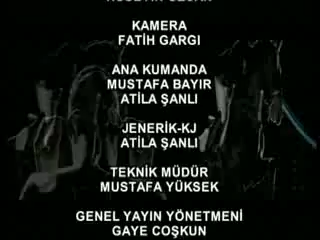 KAMERA
FATİH GARGI
ANA KUMANDA
MUSTAFA BAYIR
ATİLA ŞANLI
JENERİK-KJ
ATİLA ŞANLI
TEKNİK MÜDÜR
MUSTAFA YÜKSEK
GENEL YAYIN YÖNETMENİ
GAYE COŞKUN